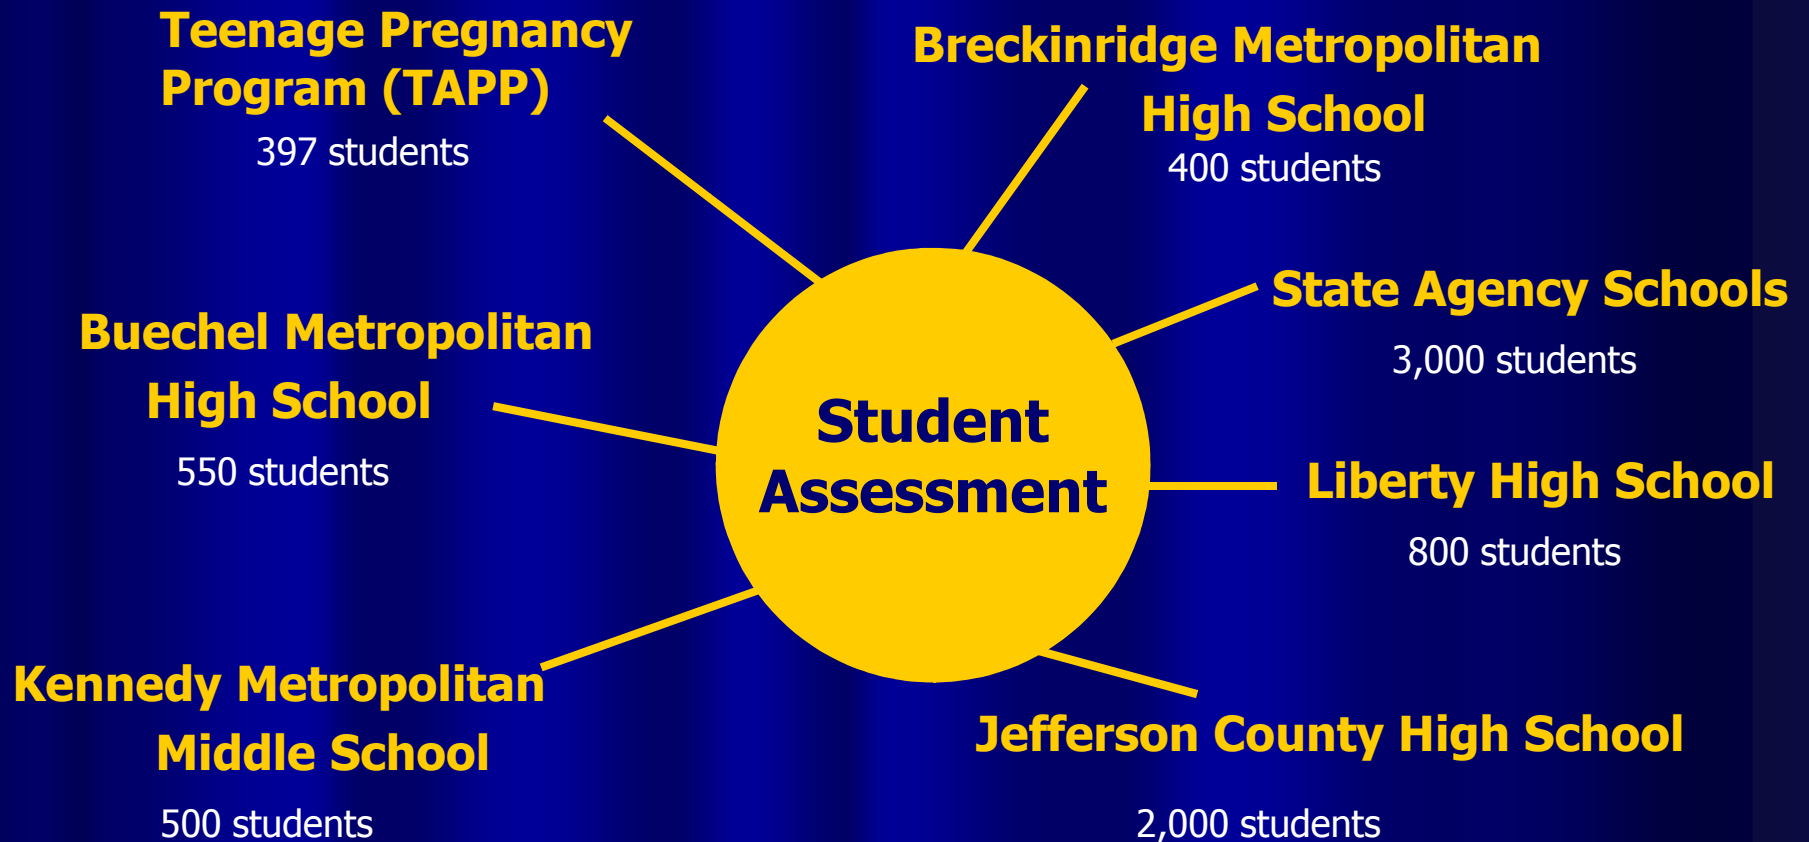 Teenage Pregnancy
Program (TAPP)
397 students
Breckinridge Metropolitan
High School
400 students
State Agency Schools
3,000 students
Buechel Metropolitan
High School
550 students
Student
Assessment
Liberty High School
800 students
Kennedy Metropolitan
Middle School
500 students
Jefferson County High School
2,000 students